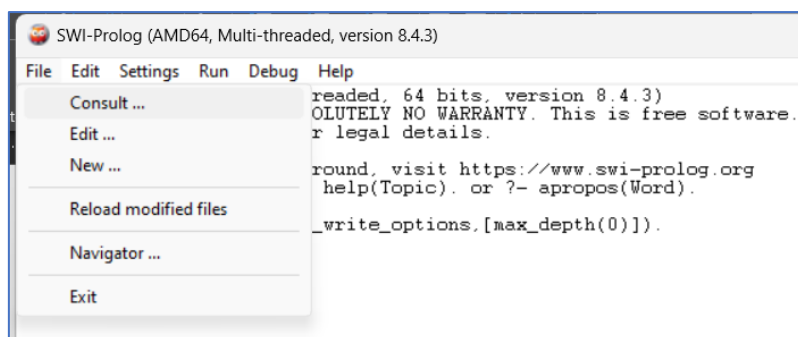 SWI-Prolog (AMD64, Multi-threaded, version 8.4.3)
File Edit Settings Run Debug Help
Consult ...
Edit ...
New ...
Reload modified files
Navigator ...
Exit
readed, 64 bits, version 8.4.3)
OLUTELY NO WARRANTY. This is free software.
r legal details.
round, visit https://www.swi-prolog.org
help(Topic). or ?- apropos(Word).
_write_options,[max_depth(0)]).